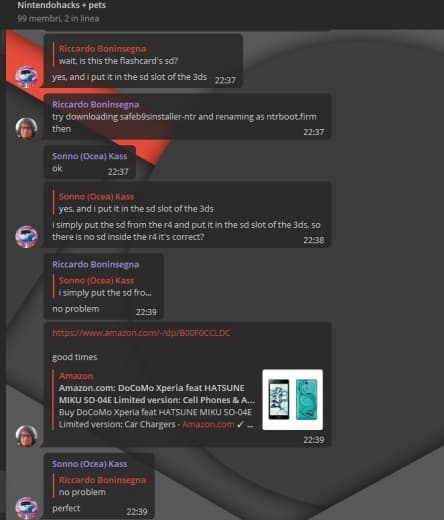 Nintendohacks + pets
99 membri, 2 in linea
Riccardo Boninsegna
wait, is this the flashcard's sd?
yes, and i put it in the sd slot of the 3ds 22:37
Riccardo Boninsegna
try downloading safeb9sinstaller-ntr and renaming as ntrboot.firm
then
22:37
Sonno (Ocea) Kass
ok 22:37
Sonno (Ocea) Kass
yes, and i put it in the sd slot of the 3ds
i simply put the sd from the r4 and put it in the sd slot of the 3ds, so
there is no sd inside the r4 it's correct? 22:38
Riccardo Boninsegna
Sonno (Ocea) Kass
i simply put the sd fro...
no problem 22:39
https://www.amazon.com/-/dp/B00F0CCLDC
good times
Amazon
Amazon.com: DoCoMo Xperia feat HATSUNE
MIKU SO-04E Limited version: Cell Phones & A...
Buy DoCoMo Xperia feat HATSUNE MIKU SO-04E
Limited version: Car Chargers - Amazon.com ✓ ...
22:39
Sonno (Ocea) Kass
Riccardo Boninsegna
no problem
perfect 22:39